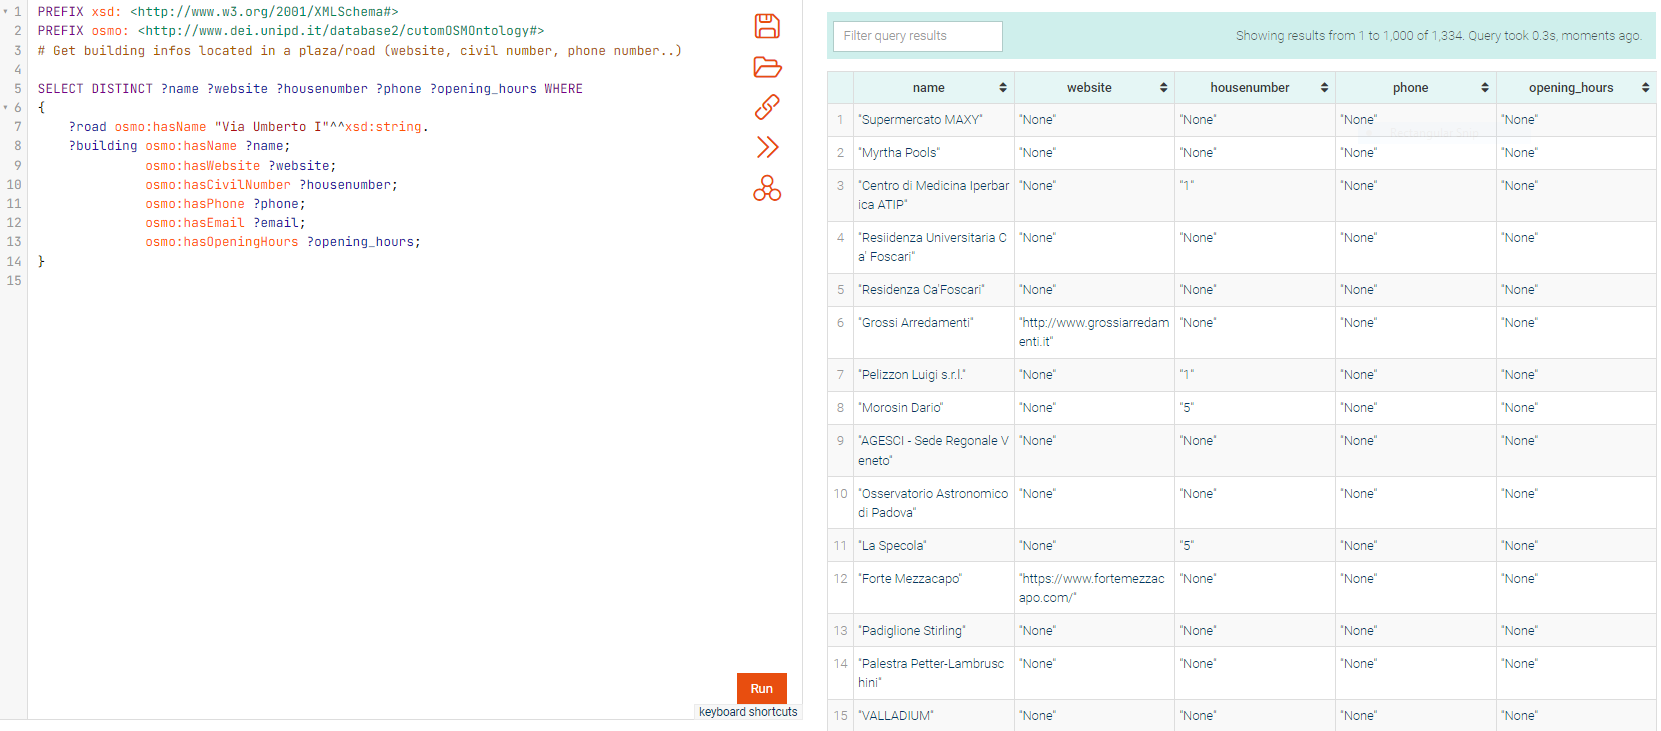 1 PREFIX xsd: <http://www.w3.org/2001/XMLSchema#>
2 PREFIX osmo: <http://www.dei.unipd.it/database2/cutomOSMOntology#>
3 # Get building infos located in a plaza/road (website, civil number, phone number..)
4
5 SELECT DISTINCT ?name ?website ?housenumber ?phone ?opening_hours WHERE
6 {
7 ?road osmo:hasName "Via Umberto I"^^xsd:string.
8 ?building osmo:hasName ?name;
9 osmo:hasWebsite ?website;
10 osmo:hasCivilNumber ?housenumber;
11 osmo:hasPhone ?phone;
12 osmo:hasEmail ?email;
13 osmo:hasOpeningHours ?opening_hours;
14 }
15
Run
keyboard shortcuts
Filter query results
Showing results from 1 to 1,000 of 1,334. Query took 0.3s, moments ago.
name website housenumber phone opening_hours
1 "Supermercato MAXY" "None" "None" "None" "None"
Rectangular Snip
2 "Myrtha Pools" "None" "None" "None" "None"
3 "Centro di Medicina Iperbar "None" "1" "None" "None"
ica ATIP"
4 "Resiidenza Universitaria C "None" "None" "None" "None"
a' Foscari"
5 "Residenza Ca'Foscari" "None" "None" "None" "None"
6 "Grossi Arredamenti" "http://www.grossiarredam "None" "None" "None"
enti.it"
7 "Pelizzon Luigi s.r.l." "None" "1" "None" "None"
8 "Morosin Dario" "None" "5" "None" "None"
9 "AGESCI - Sede Regonale V "None" "None" "None" "None"
eneto"
10 "Osservatorio Astronomico "None" "None" "None" "None"
di Padova"
11 "La Specola" "None" "5" "None" "None"
12 "Forte Mezzacapo" "https://www.fortemezzac "None" "None" "None"
apo.com/"
13 "Padiglione Stirling" "None" "None" "None" "None"
14 "Palestra Petter-Lambrusc "None" "None" "None" "None"
hini"
15 "VALLADIUM" "None" "None" "None" "None"